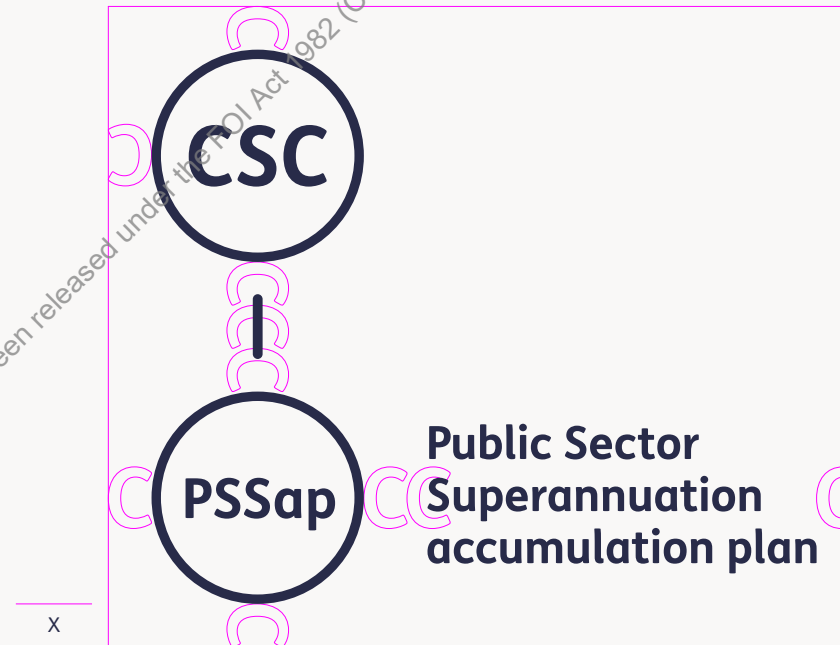 CSC
PSSap
Public Sector
Superannuation
accumulation plan
X
een released under the FOI Act 1982 (C